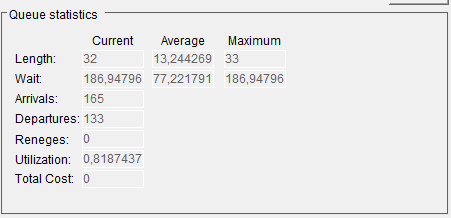 Queue statistics
Current Average Maximum
Length: 32 13,244269 33
Wait: 186,94796 77,221791 186,94796
Arrivals: 165
Departures: 133
Reneges: 0
Utilization: 0,8187437
Total Cost: 0